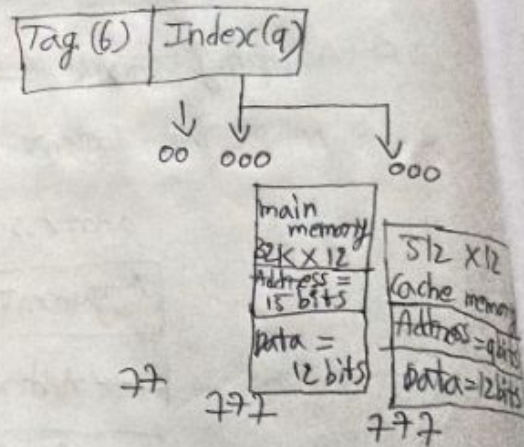 Tag (6) Index (9)
00 000 000
main
memory
32K X 12
Address =
15 bits
Data =
12 bits
512 X 12
Cache memory
Address = 9 bits
Data = 12 bits
77 777 777